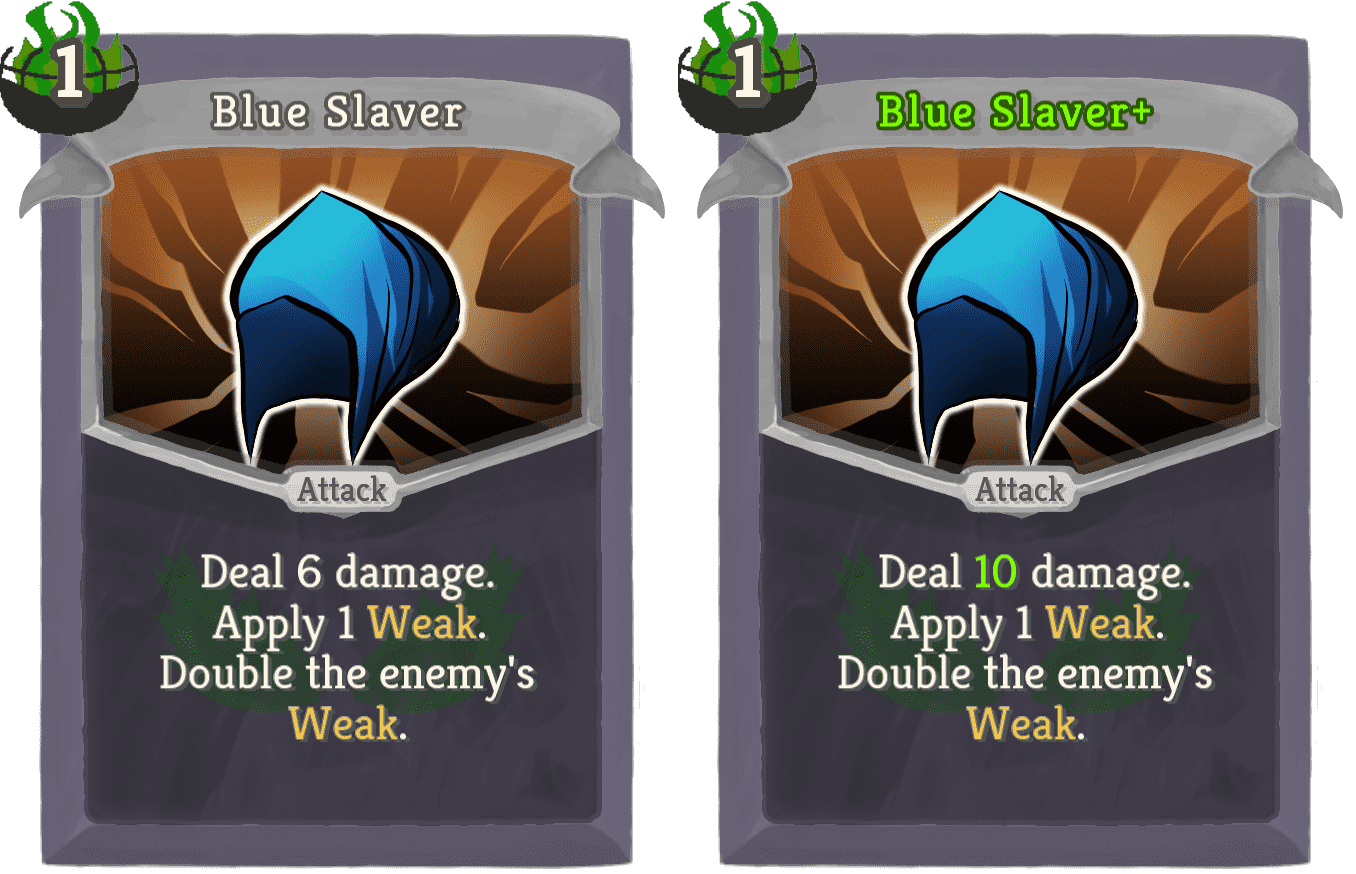 1
Blue Slaver
Attack
Deal 6 damage.
Apply 1 Weak.
Double the enemy's
Weak.
1
Blue Slaver+
Attack
Deal 10 damage.
Apply 1 Weak.
Double the enemy's
Weak.